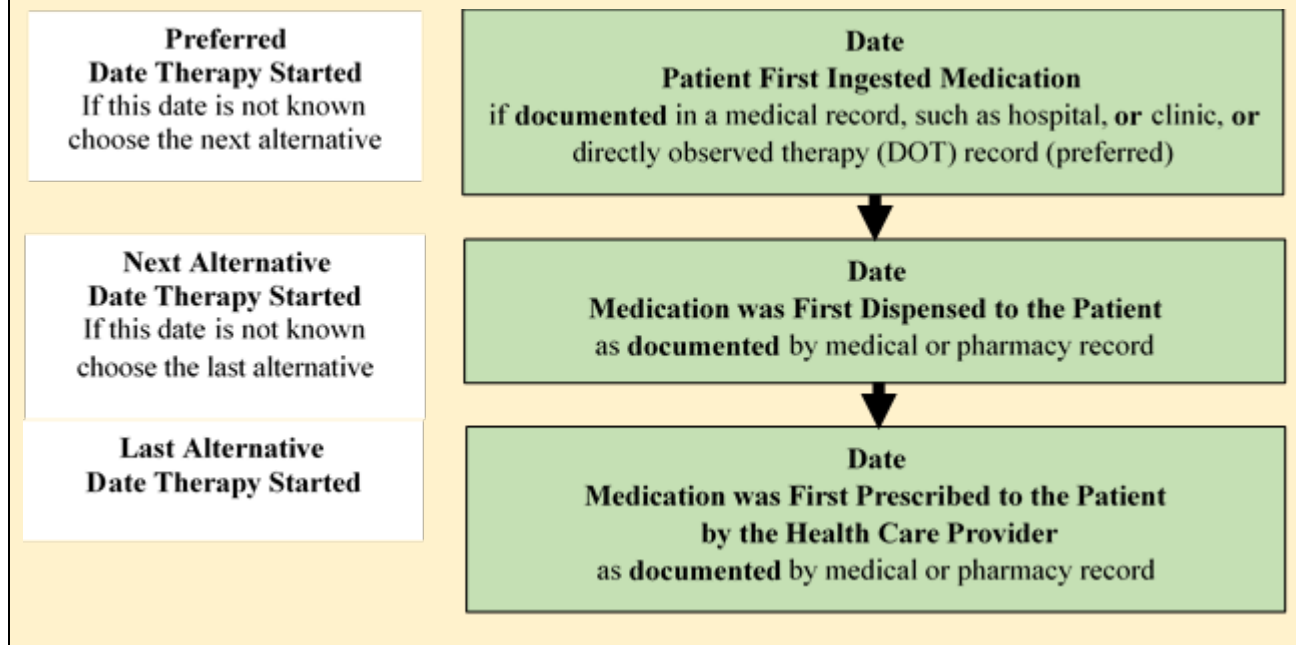 Preferred
Date Therapy Started
If this date is not known
choose the next alternative
Date
Patient First Ingested Medication
if documented in a medical record, such as hospital, or clinic, or
directly observed therapy (DOT) record (preferred)
Next Alternative
Date Therapy Started
If this date is not known
choose the last alternative
Date
Medication was First Dispensed to the Patient
as documented by medical or pharmacy record
Last Alternative
Date Therapy Started
Date
Medication was First Prescribed to the Patient
by the Health Care Provider
as documented by medical or pharmacy record